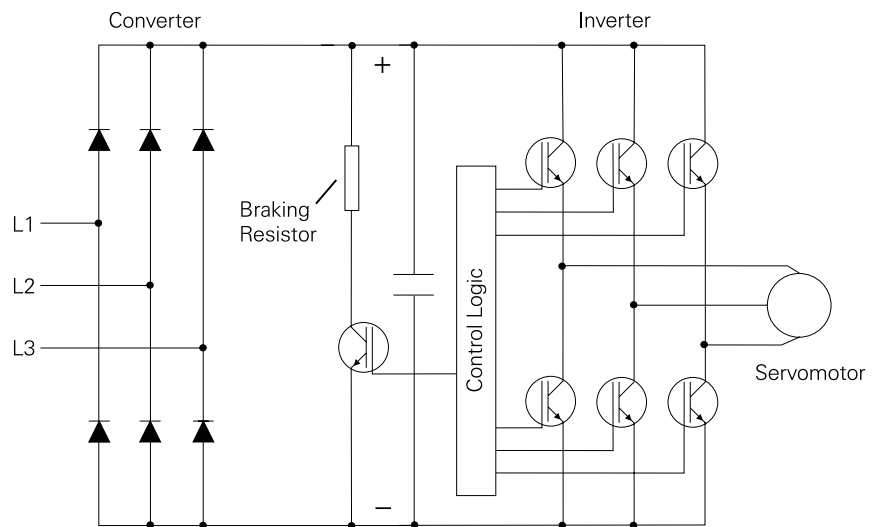 Converter
Inverter
+
Braking
Resistor
L1
L2
L3
Control Logic
Servomotor
−